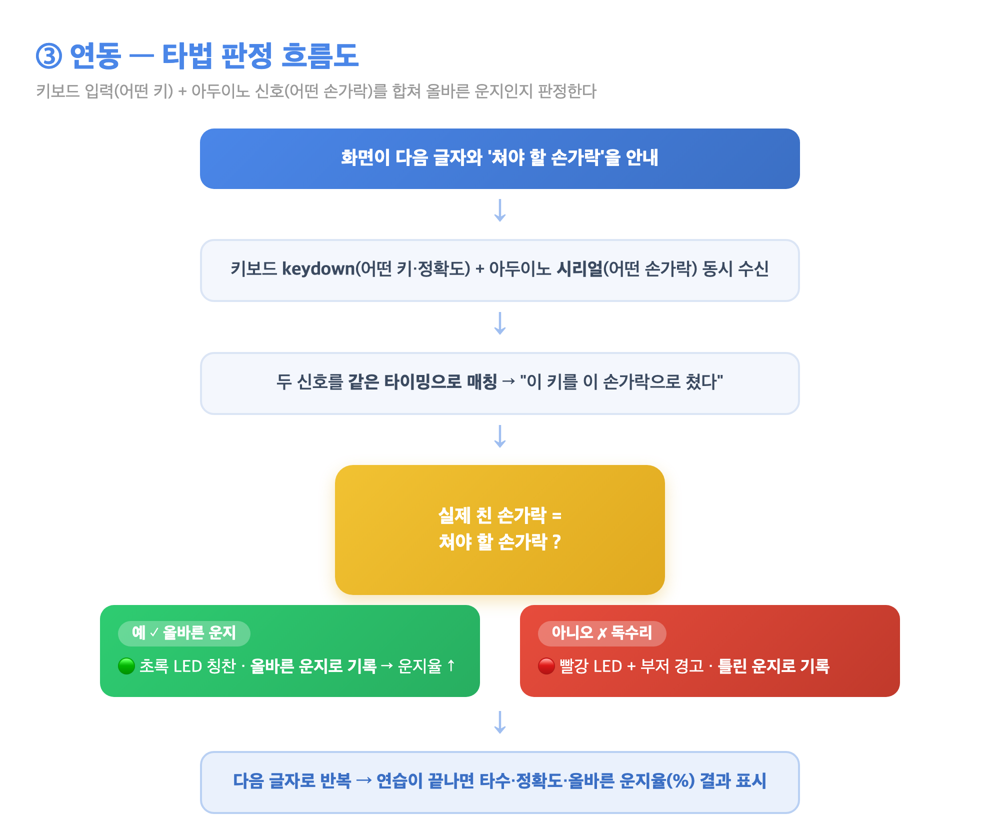 ③ 연동 — 타법 판정 흐름도
키보드 입력(어떤 키) + 아두이노 신호(어떤 손가락)를 합쳐 올바른 운지인지 판정한다
화면이 다음 글자와 '쳐야 할 손가락'을 안내
↓
키보드 keydown(어떤 키·정확도) + 아두이노 시리얼(어떤 손가락) 동시 수신
↓
두 신호를 같은 타이밍으로 매칭 → "이 키를 이 손가락으로 쳤다"
↓
실제 친 손가락 =
쳐야 할 손가락 ?
예 ✓ 올바른 운지
🟢 초록 LED 칭찬 · 올바른 운지로 기록 → 운지율 ↑
아니오 ✗ 독수리
🔴 빨강 LED + 부저 경고 · 틀린 운지로 기록
↓
다음 글자로 반복 → 연습이 끝나면 타수·정확도·올바른 운지율(%) 결과 표시